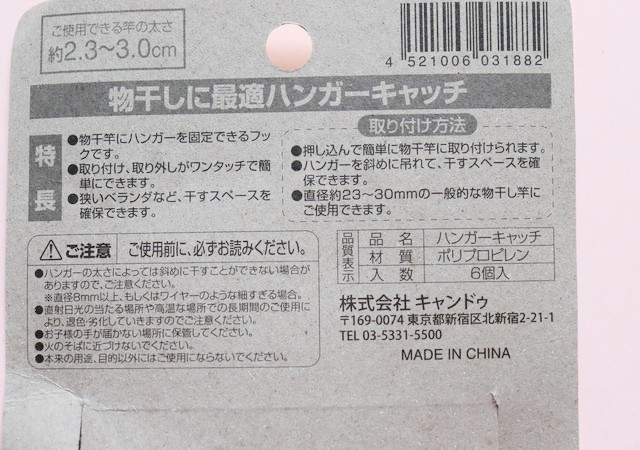 ご使用できる竿の太さ
約2.3〜3.0cm
4 521006 031882
物干しに最適ハンガーキャッチ
特長
●物干竿にハンガーを固定できるフッ
クです。
●取り付け、取り外しがワンタッチで簡
単にできます。
●狭いベランダなど、干すスペースを
確保できます。
取り付け方法
●押し込んで簡単に物干竿に取り付けられます。
●ハンガーを斜めに吊れて、干すスペースを確
保できます。
●直径約23〜30mmの一般的な物干し竿に
ご使用できます。
ご注意 ご使用前に、必ずお読みください。
●ハンガーの太さによっては斜めに干すことができない場合が
ありますので、ご注意ください。
※直径8mm以上、もしくはワイヤーのような細すぎる場合。
●直射日光の当たる場所や高温な場所での長期間のご使用に
より、退色・劣化していきますのでご注意ください。
●お子様の手が届かない場所に保管してください。
●火のそばに近づけないでください。
●本来の用途、目的以外にはご使用にならないでください。
品質表示
品名 ハンガーキャッチ
材質 ポリプロピレン
入数 6個入
株式会社 キャンドゥ
〒169-0074 東京都新宿区北新宿2-21-1
TEL 03-5331-5500
MADE IN CHINA